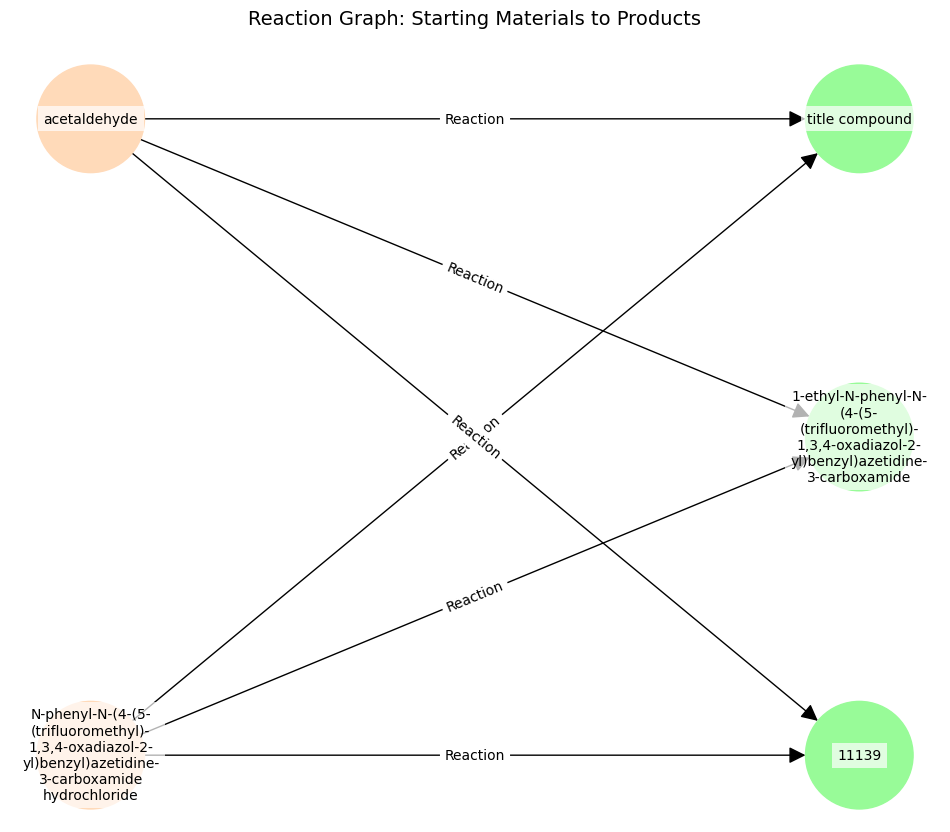 Reaction Graph: Starting Materials to Products
acetaldehyde
Reaction
title compound
Reaction
1-ethyl-N-phenyl-N-
(4-(5-
(trifluoromethyl)-
1,3,4-oxadiazol-2-
yl)benzyl)azetidine-
3-carboxamide
Reaction
Reaction
N-phenyl-N-(4-(5-
(trifluoromethyl)-
1,3,4-oxadiazol-2-
yl)benzyl)azetidine-
3-carboxamide
hydrochloride
Reaction
11139